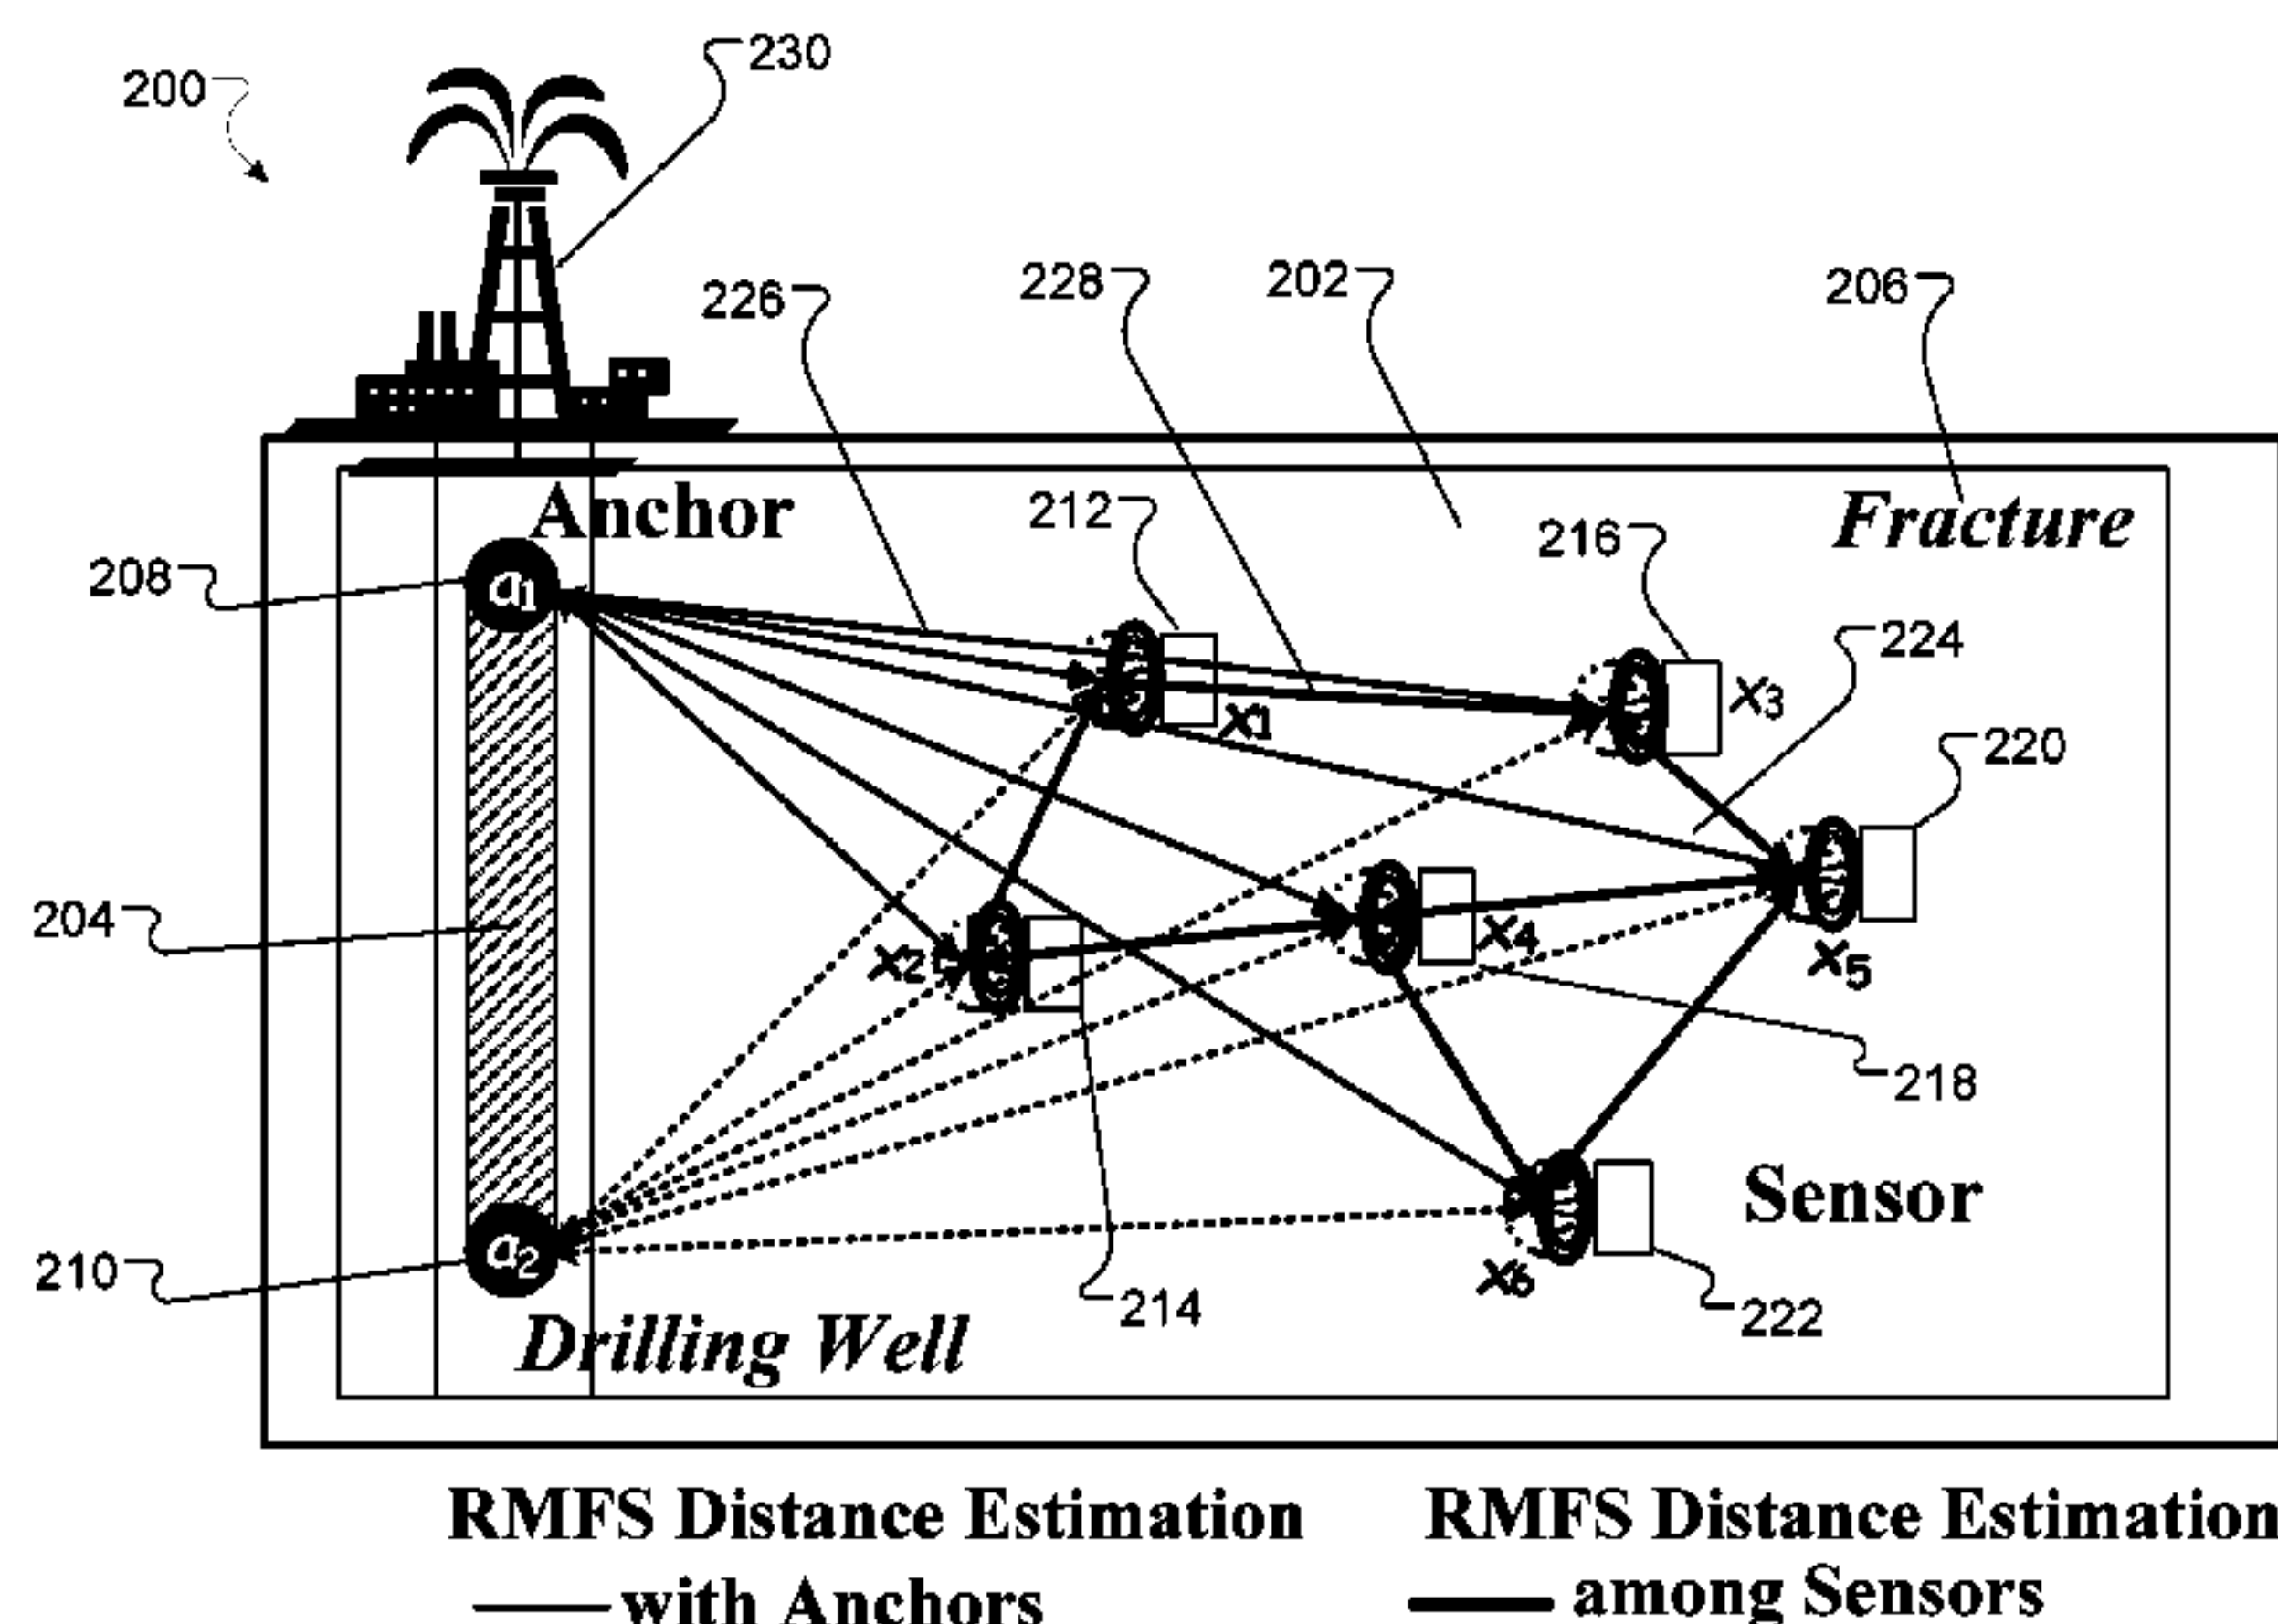 230
200
226
228
202
206
Anchor
Fracture
212
216
208
a1
224
x1
x3
220
204
x2
x4
x5
218
Sensor
210
a2
x6
214
222
Drilling Well
RMFS Distance Estimation
with Anchors
RMFS Distance Estimation
among Sensors